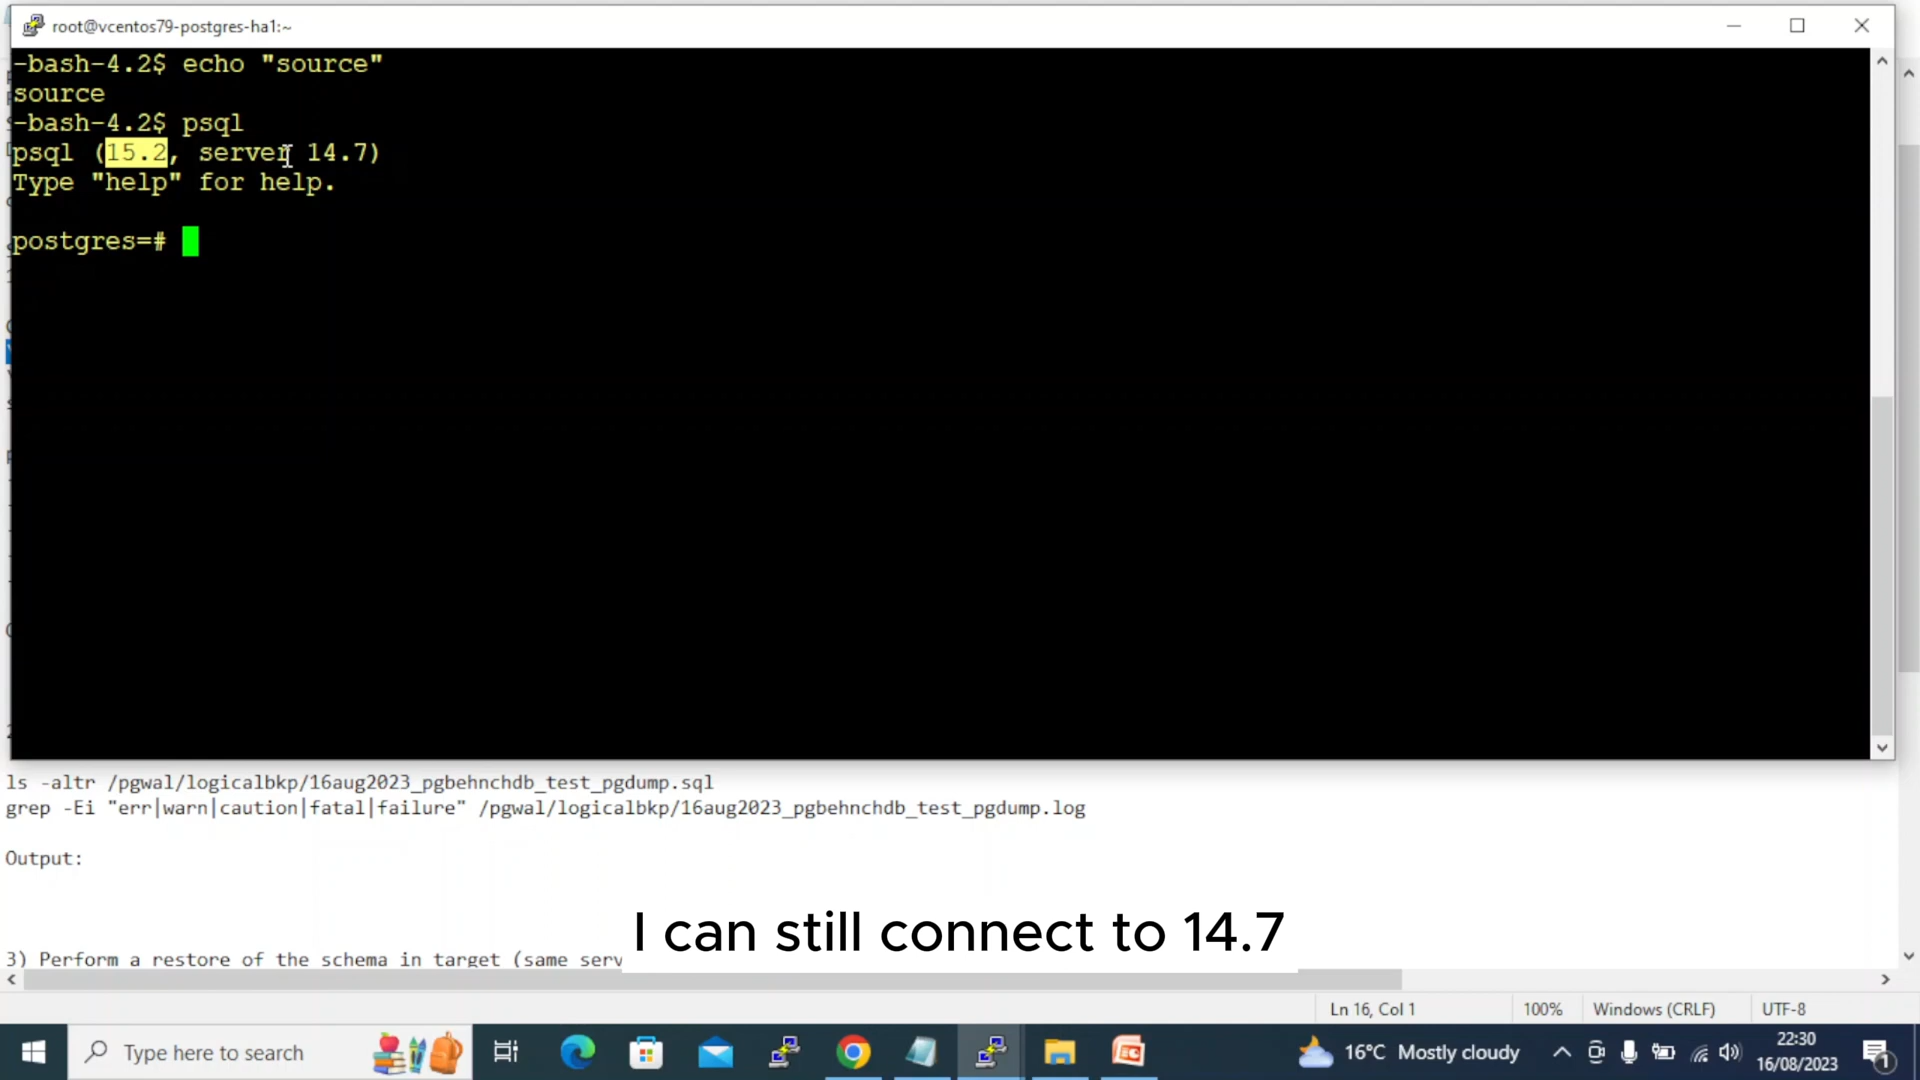 root@vcentos79-postgres-ha1:~
-bash-4.2$ echo "source"
source
-bash-4.2$ psql
psql (15.2, server 14.7)
Type "help" for help.
postgres=#
ls -altr /pgwal/logicalbkp/16aug2023_pgbehnchdb_test_pgdump.sql
grep -Ei "err|warn|caution|fatal|failure" /pgwal/logicalbkp/16aug2023_pgbehnchdb_test_pgdump.log
Output:
I can still connect to 14.7
3) Perform a restore of the schema in target (same serv
Ln 16, Col 1
100%
Windows (CRLF)
UTF-8
Type here to search
16°C Mostly cloudy
22:30
16/08/2023
1